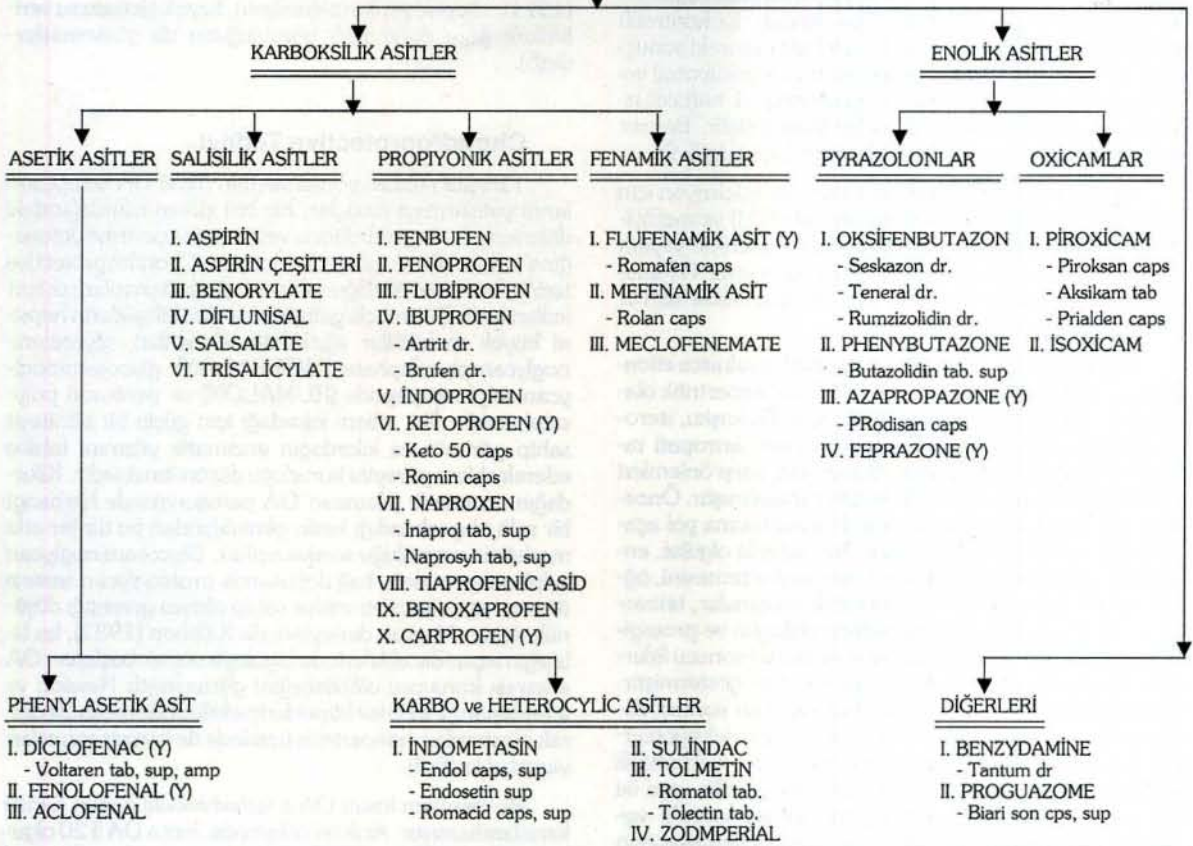 KARBOKSİLİK ASİTLER
ENOLİK ASİTLER
ASETİK ASİTLER
SALİSİLİK ASİTLER
I. ASPİRİN
II. ASPİRİN ÇEŞİTLERİ
III. BENORYLATE
IV. DİFLUNİSAL
V. SALSALATE
VI. TRİSALİCYLATE
PROPIYONIK ASİTLER
I. FENBUFEN
II. FENOPROFEN
III. FLUBİPROFEN
IV. İBUPROFEN
- Artrit dr.
- Brufen dr.
V. İNDOPROFEN
VI. KETOPROFEN (Y)
- Keto 50 caps
- Romin caps
VII. NAPROXEN
- İnaprol tab, sup
- Naprosyh tab, sup
VIII. TİAPROFENİC ASİD
IX. BENOXAPROFEN
X. CARPROFEN (Y)
FENAMİK ASİTLER
I. FLUFENAMİK ASİT (Y)
- Romafen caps
II. MEFENAMİK ASİT
- Rolan caps
III. MECLOFENEMATE
PYRAZOLONLAR
I. OKSİFENBUTAZON
- Seskazon dr.
- Teneral dr.
- Rumzizolidin dr.
II. PHENYBUTAZONE
- Butazolidin tab. sup
III. AZAPROPAZONE (Y)
- PRodisan caps
IV. FEPRAZONE (Y)
OXİCAMLAR
I. PİROXİCAM
- Piroksan caps
- Aksikam tab
- Prialden caps
II. İSOXİCAM
PHENYLASETİK ASİT
I. DİCLOFENAC (Y)
- Voltaren tab, sup, amp
II. FENOLOFENAL (Y)
III. ACLOFENAL
KARBO ve HETEROCYLİC ASİTLER
I. İNDOMETASİN
- Endol caps, sup
- Endosetin sup
- Romacid caps, sup
II. SULİNDAC
III. TOLMETİN
- Romatol tab.
- Tolectin tab.
IV. ZODMPERİAL
DİĞERLERİ
I. BENZYDAMİNE
- Tantum dr
II. PROGUAZOME
- Biari son cps, sup